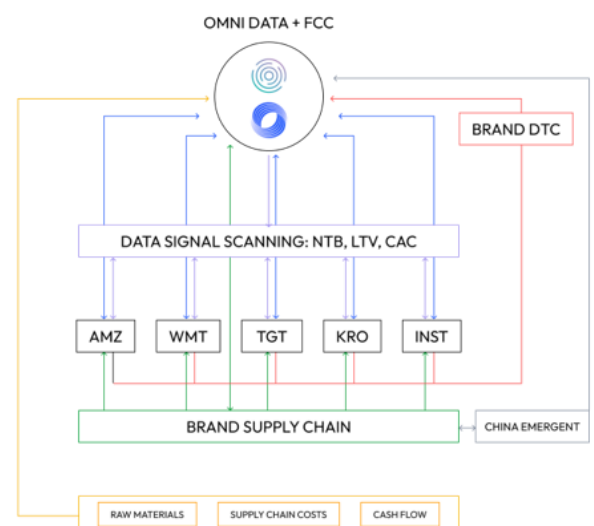 OMNI DATA + FCC
BRAND DTC
DATA SIGNAL SCANNING: NTB, LTV, CAC
AMZ
WMT
TGT
KRO
INST
BRAND SUPPLY CHAIN
CHINA EMERGENT
RAW MATERIALS
SUPPLY CHAIN COSTS
CASH FLOW